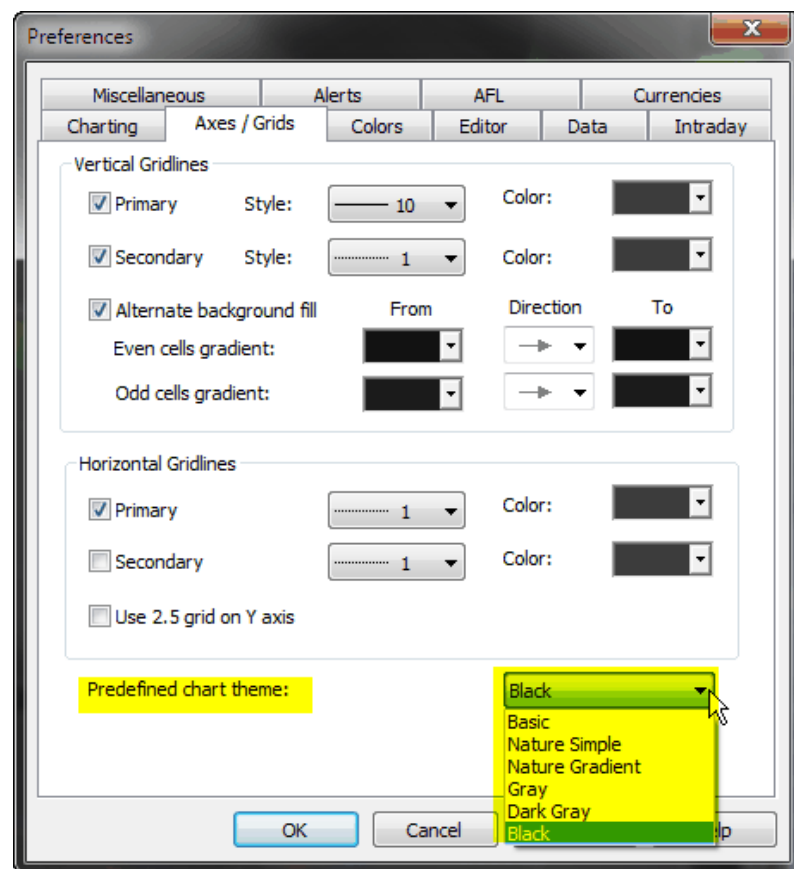 Preferences
Miscellaneous Alerts AFL Currencies
Charting Axes / Grids Colors Editor Data Intraday
Vertical Gridlines
Primary Style: 10 Color:
Secondary Style: 1 Color:
Alternate background fill From Direction To
Even cells gradient:
Odd cells gradient:
Horizontal Gridlines
Primary 1 Color:
Secondary 1 Color:
Use 2.5 grid on Y axis
Predefined chart theme: Black
Basic
Nature Simple
Nature Gradient
Gray
Dark Gray
Black
OK Cancel